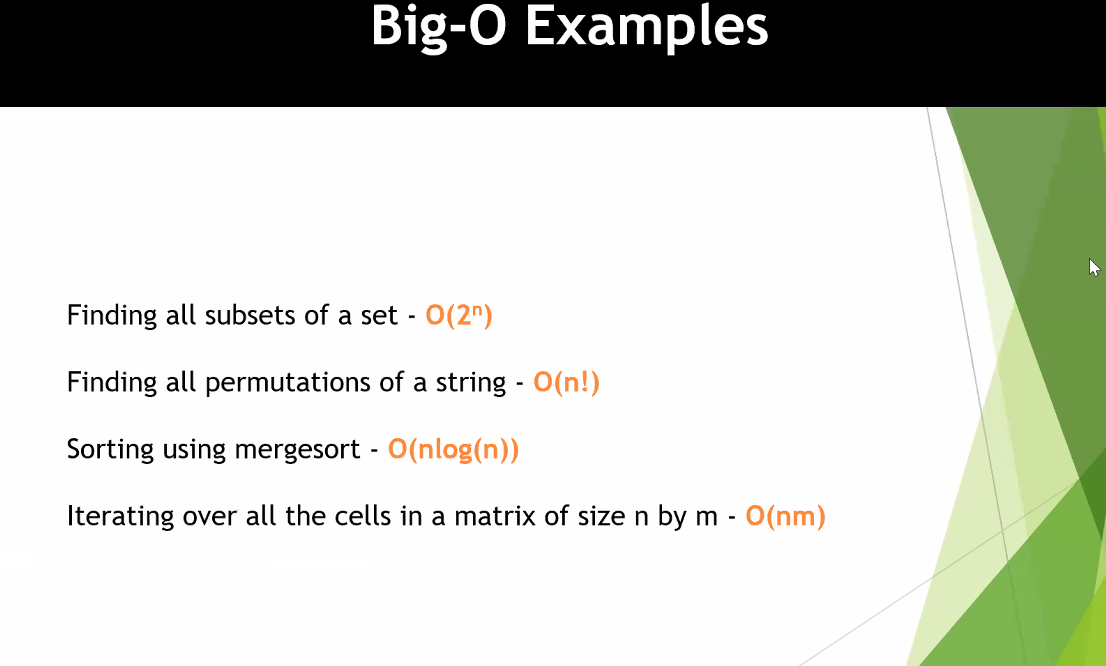 Big-O Examples
Finding all subsets of a set - O(2ⁿ)
Finding all permutations of a string - O(n!)
Sorting using mergesort - O(nlog(n))
Iterating over all the cells in a matrix of size n by m - O(nm)